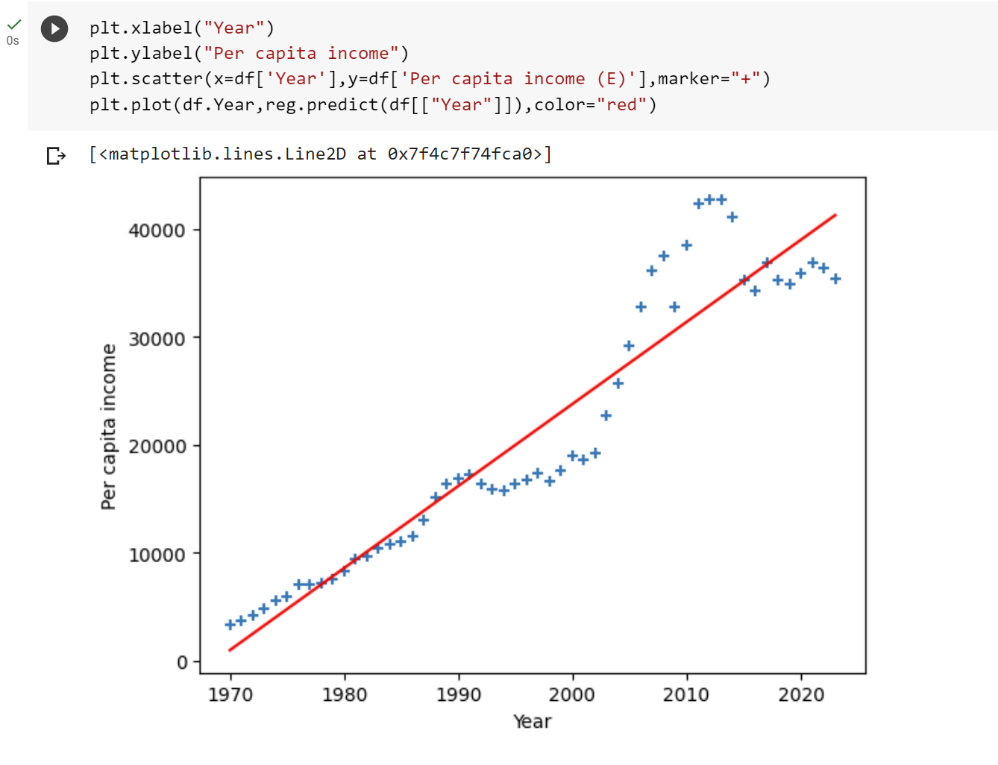 plt.xlabel("Year")
0s
plt.ylabel("Per capita income")
plt.scatter(x=df['Year'],y=df['Per capita income (E)'],marker="+")
plt.plot(df.Year,reg.predict(df[["Year"]]),color="red")
[<matplotlib.lines.Line2D at 0x7f4c7f74fca0>]
40000
30000
20000
10000
0
Per capita income
1970 1980 1990 2000 2010 2020
Year